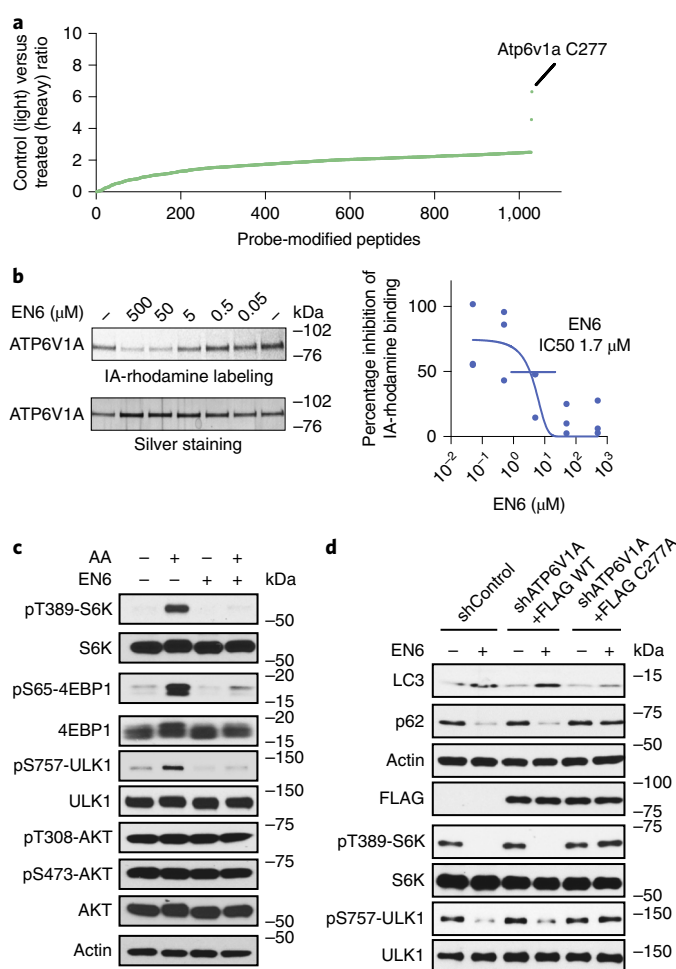 a
Control (light) versus
treated (heavy) ratio
10
8
6
4
2
0
Atp6v1a C277
0
200
400
600
800
1,000
Probe-modified peptides
b
EN6 (μM)
–
500
50
5
0.5
0.05
–
kDa
ATP6V1A
–102
–76
IA-rhodamine labeling
ATP6V1A
–102
–76
Silver staining
Percentage inhibition of
IA-rhodamine binding
100
50
0
EN6
IC50 1.7 μM
10⁻²
10⁻¹
10⁰
10¹
10²
10³
EN6 (μM)
c
AA – + – +
EN6 – – + + kDa
pT389-S6K
–50
S6K
–50
pS65-4EBP1
–20
–15
4EBP1
–20
–15
pS757-ULK1
–150
ULK1
–150
pT308-AKT
–75
pS473-AKT
–75
AKT
–50
Actin
–50
d
shControl
shATP6V1A
+FLAG WT
shATP6V1A
+FLAG C277A
EN6 – + – + – + kDa
LC3
–15
p62
–75
Actin
–50
FLAG
–100
–75
pT389-S6K
–75
S6K
–50
pS757-ULK1
–150
ULK1
–150